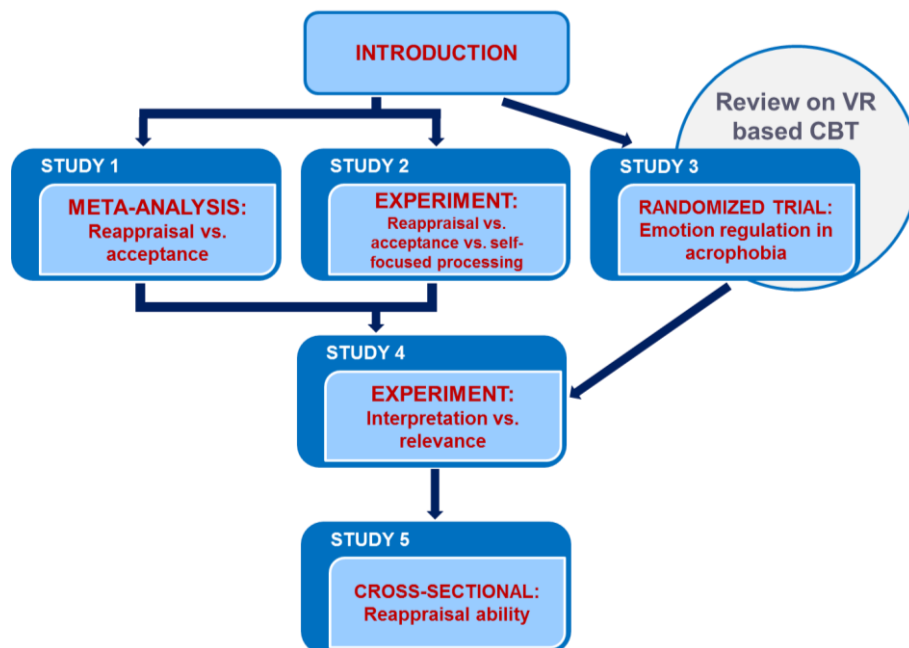 INTRODUCTION
Review on VR
based CBT
STUDY 1
META-ANALYSIS:
Reappraisal vs.
acceptance
STUDY 2
EXPERIMENT:
Reappraisal vs.
acceptance vs. self-
focused processing
STUDY 3
RANDOMIZED TRIAL:
Emotion regulation in
acrophobia
STUDY 4
EXPERIMENT:
Interpretation vs.
relevance
STUDY 5
CROSS-SECTIONAL:
Reappraisal ability